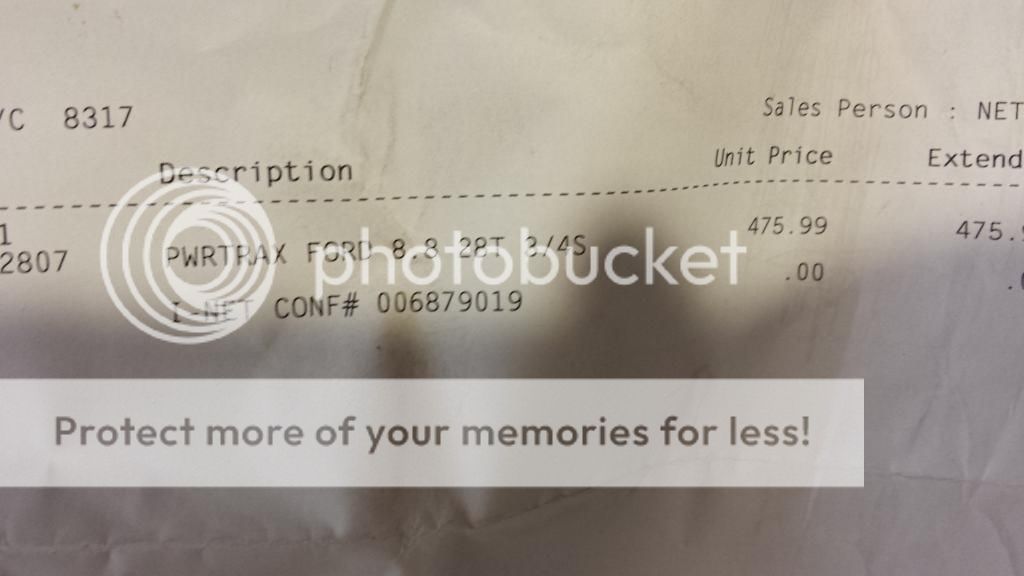 /C 8317
Sales Person : NET
Description Unit Price Extend
1
475.99 475.9
2807 PWRTRAX FORD 8.8 28T 3/4S
.00
I-NET CONF# 006879019
photobucket
Protect more of your memories for less!